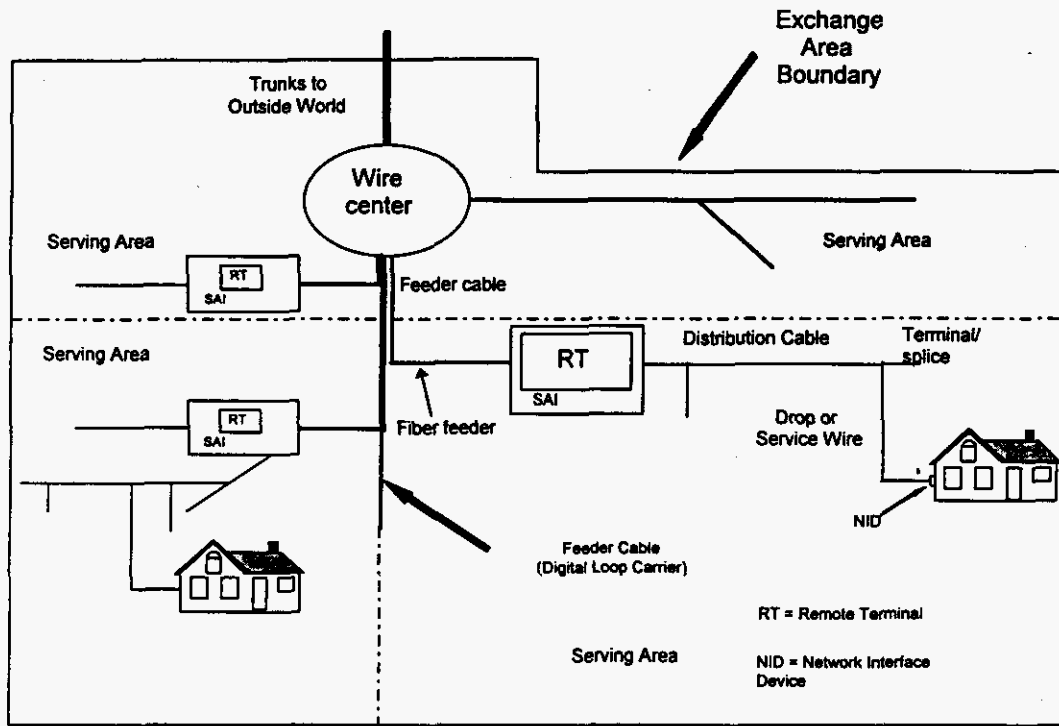 Exchange
Area
Boundary
Trunks to
Outside World
Wire
center
Serving Area
Serving Area
RT
SAI
Feeder cable
Serving Area
Distribution Cable
Terminal/
splice
RT
SAI
RT
SAI
Fiber feeder
Drop or
Service Wire
NID
Feeder Cable
(Digital Loop Carrier)
RT = Remote Terminal
Serving Area
NID = Network Interface
Device